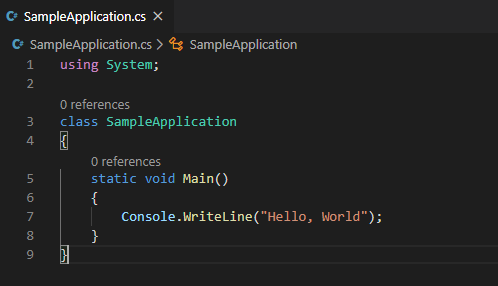 C# SampleApplication.cs ×
C# SampleApplication.cs > SampleApplication
1 using System;
2
0 references
3 class SampleApplication
4 {
0 references
5 static void Main()
6 {
7 Console.WriteLine("Hello, World");
8 }
9 }